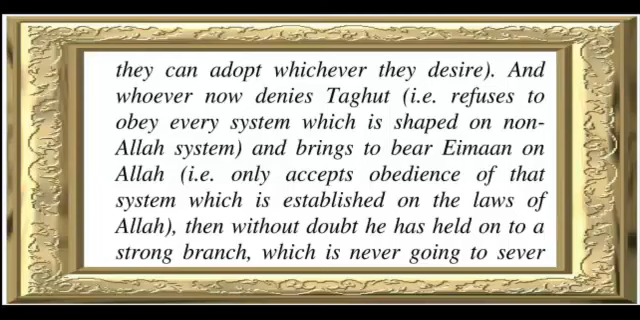 they can adopt whichever they desire). And
whoever now denies Taghut (i.e. refuses to
obey every system which is shaped on non-
Allah system) and brings to bear Eimaan on
Allah (i.e. only accepts obedience of that
system which is established on the laws of
Allah), then without doubt he has held on to a
strong branch, which is never going to sever